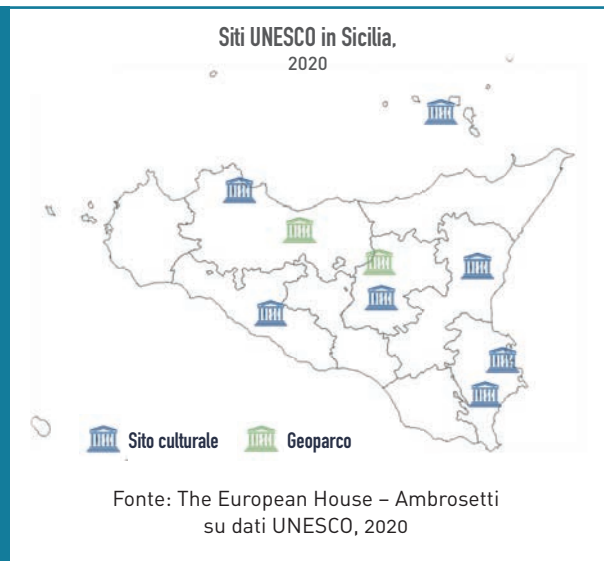 Siti UNESCO in Sicilia,
2020
Sito culturale
Geoparco
Fonte: The European House – Ambrosetti
su dati UNESCO, 2020